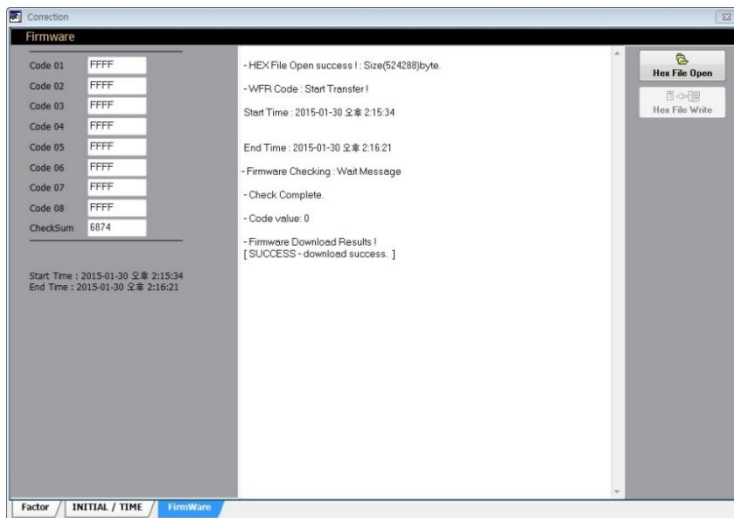 Correction
Firmware
Code 01 FFFF
Code 02 FFFF
Code 03 FFFF
Code 04 FFFF
Code 05 FFFF
Code 06 FFFF
Code 07 FFFF
Code 08 FFFF
CheckSum 6874
Start Time : 2015-01-30 오후 2:15:34
End Time : 2015-01-30 오후 2:16:21
- HEX File Open success ! : Size(524288)byte.
- WFR Code : Start Transfer !
Start Time : 2015-01-30 오후 2:15:34
End Time : 2015-01-30 오후 2:16:21
- Firmware Checking : Wait Message
- Check Complete.
- Code value: 0
- Firmware Download Results !
[ SUCCESS - download success. ]
Hex File Open
Hex File Write
Factor
INITIAL / TIME
FirmWare